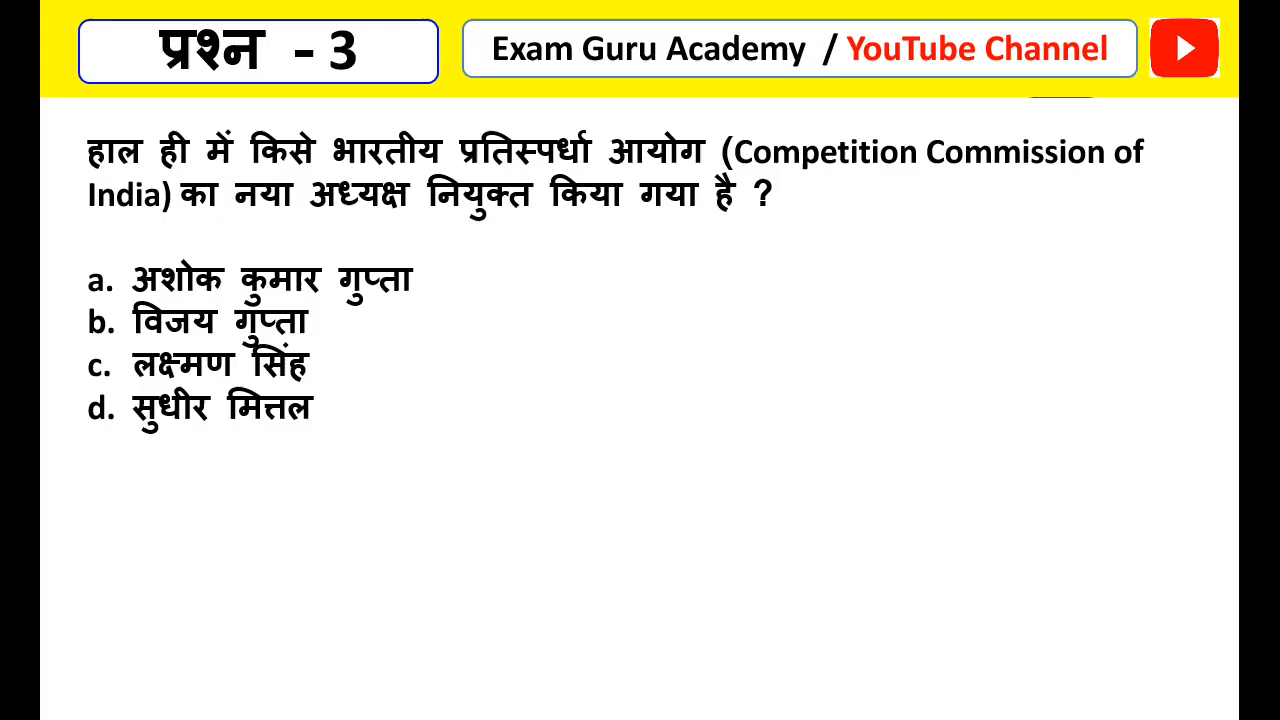 प्रश्न - 3
Exam Guru Academy / YouTube Channel
हाल ही में किसे भारतीय प्रतिस्पर्धा आयोग (Competition Commission of
India) का नया अध्यक्ष नियुक्त किया गया है ?
a. अशोक कुमार गुप्ता
b. विजय गुप्ता
c. लक्ष्मण सिंह
d. सुधीर मित्तल